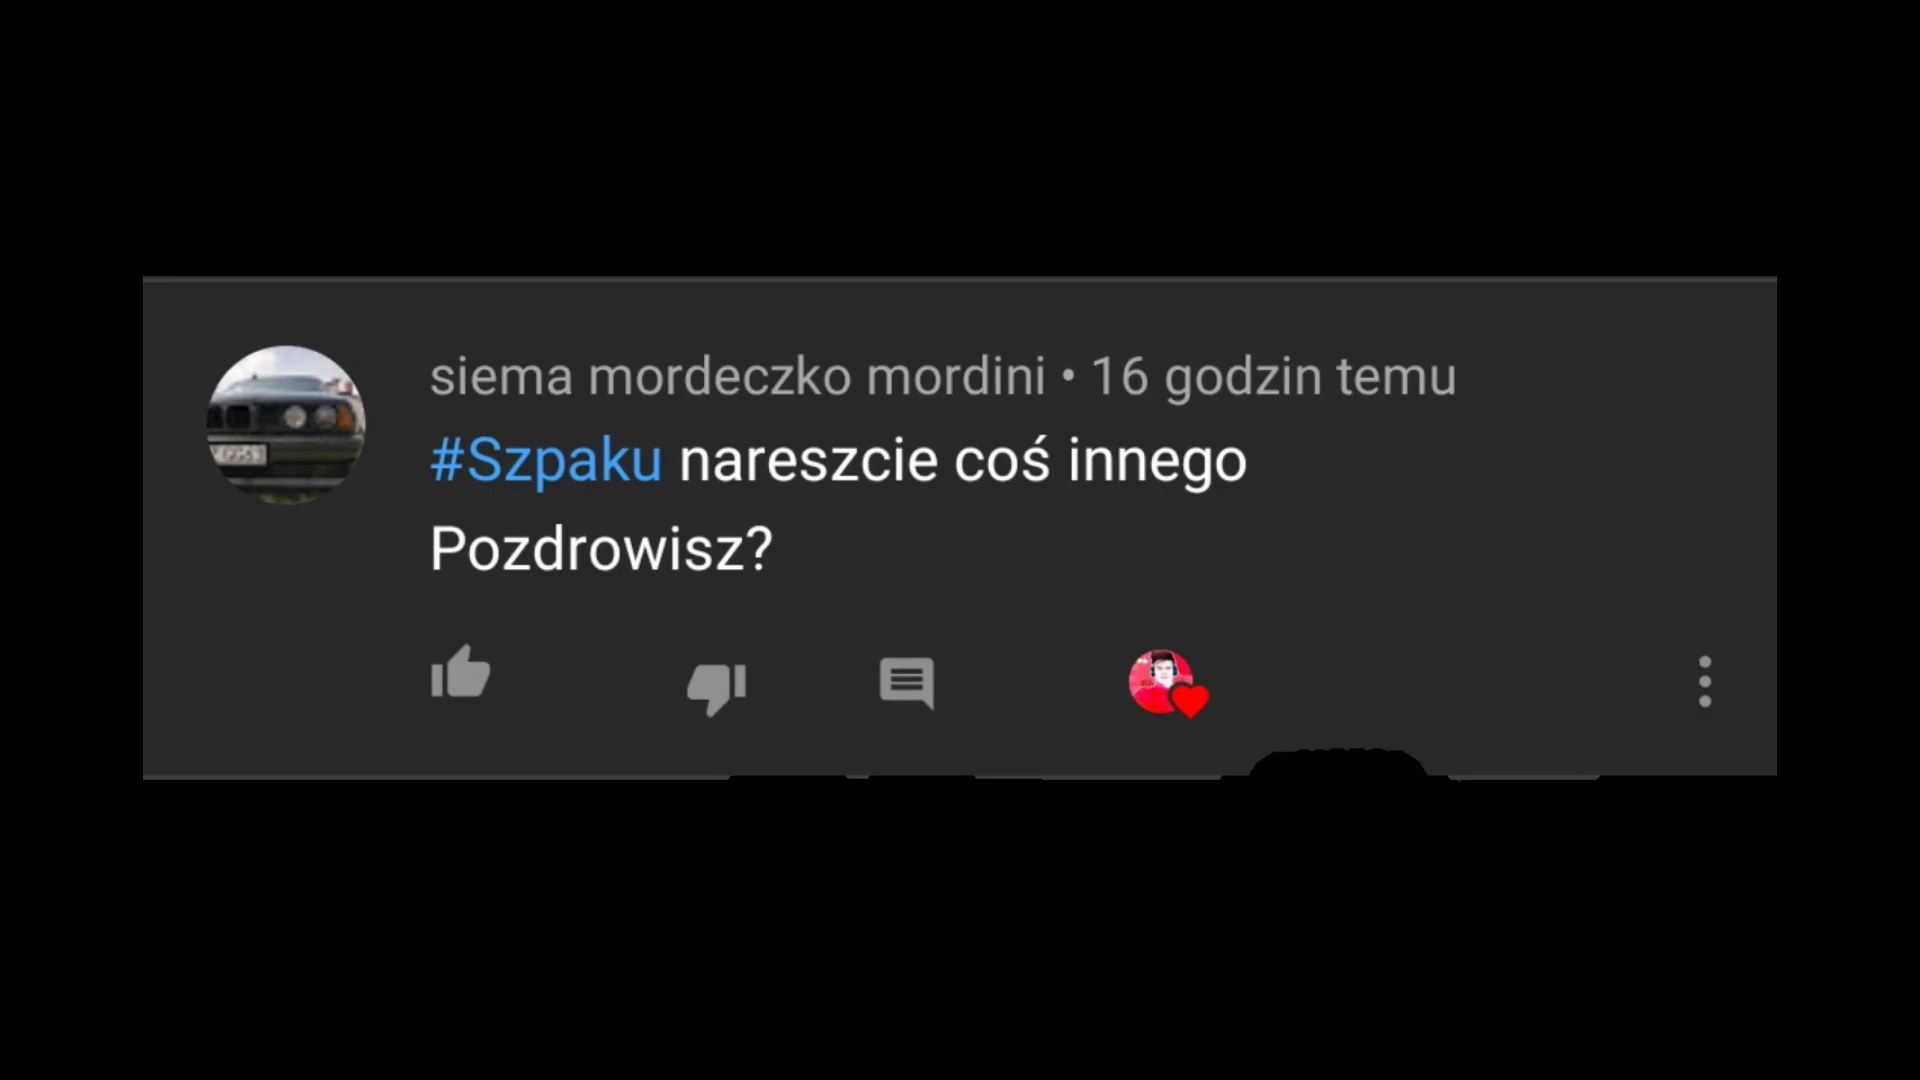 siema mordeczko mordini • 16 godzin temu
#Szpaku nareszcie coś innego
Pozdrowisz?